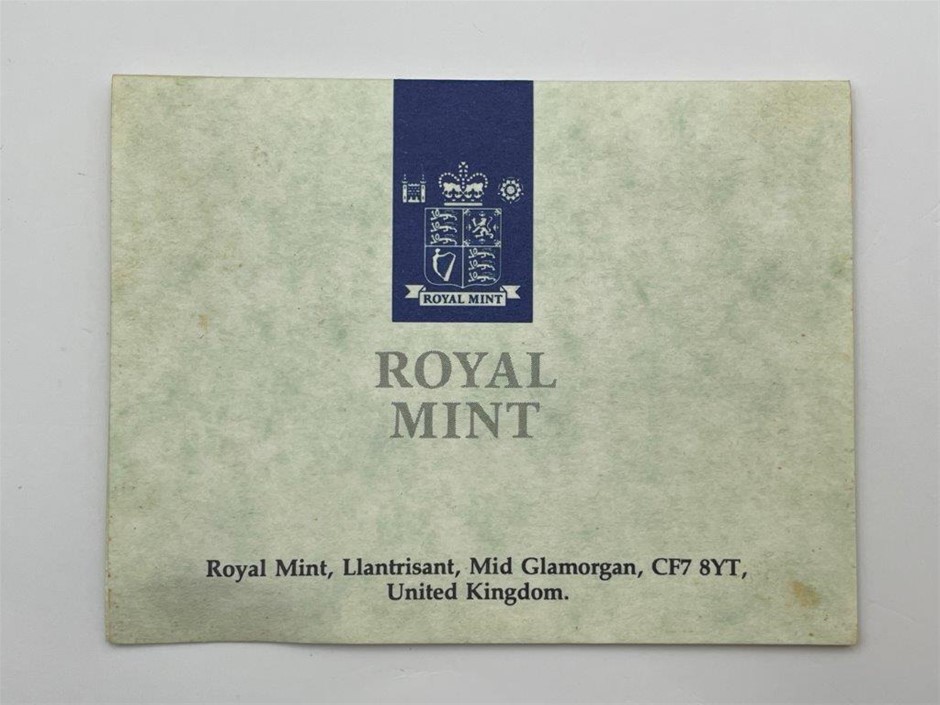 ROYAL MINT
ROYAL
MINT
Royal Mint, Llantrisant, Mid Glamorgan, CF7 8YT,
United Kingdom.